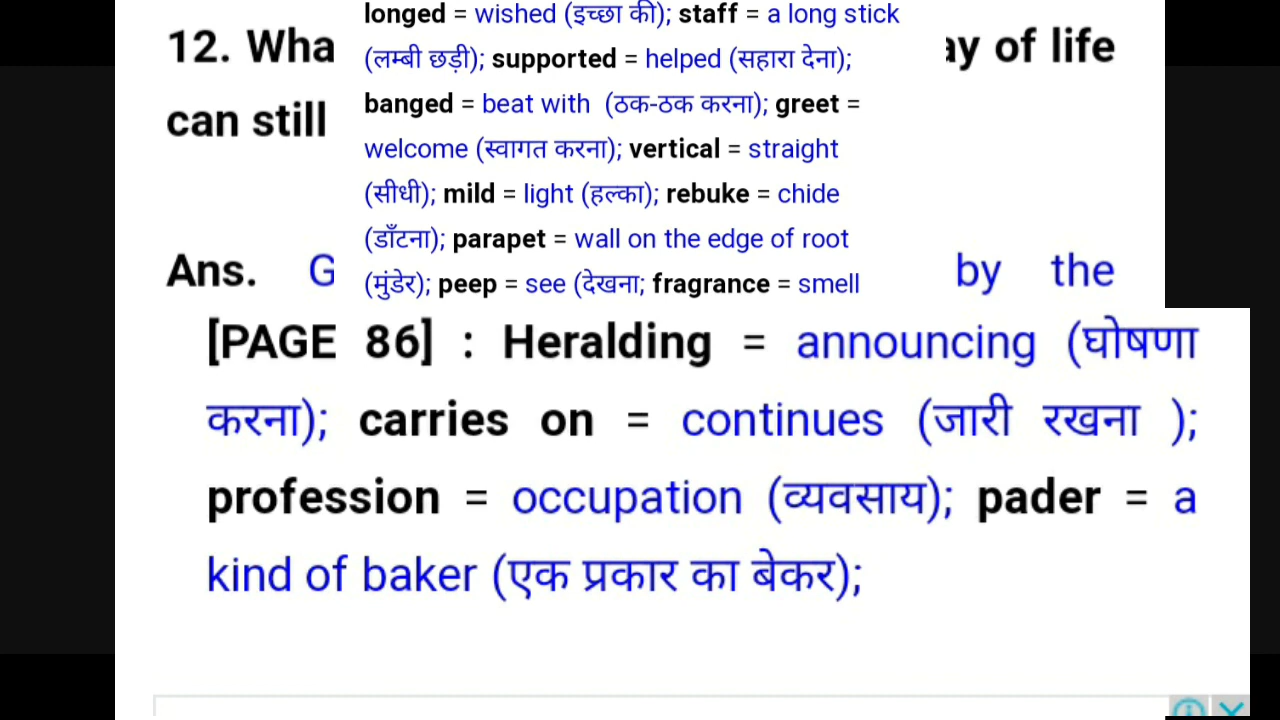 12. Wha
ay of life
can still
Ans. G
by the
longed = wished (इच्छा की); staff = a long stick
(लम्बी छड़ी); supported = helped (सहारा देना);
banged = beat with (ठक-ठक करना); greet =
welcome (स्वागत करना); vertical = straight
(सीधी); mild = light (हल्का); rebuke = chide
(डाँटना); parapet = wall on the edge of root
(मुंडेर); peep = see (देखना; fragrance = smell
[PAGE 86] : Heralding = announcing (घोषणा
करना); carries on = continues (जारी रखना );
profession = occupation (व्यवसाय); pader = a
kind of baker (एक प्रकार का बेकर);